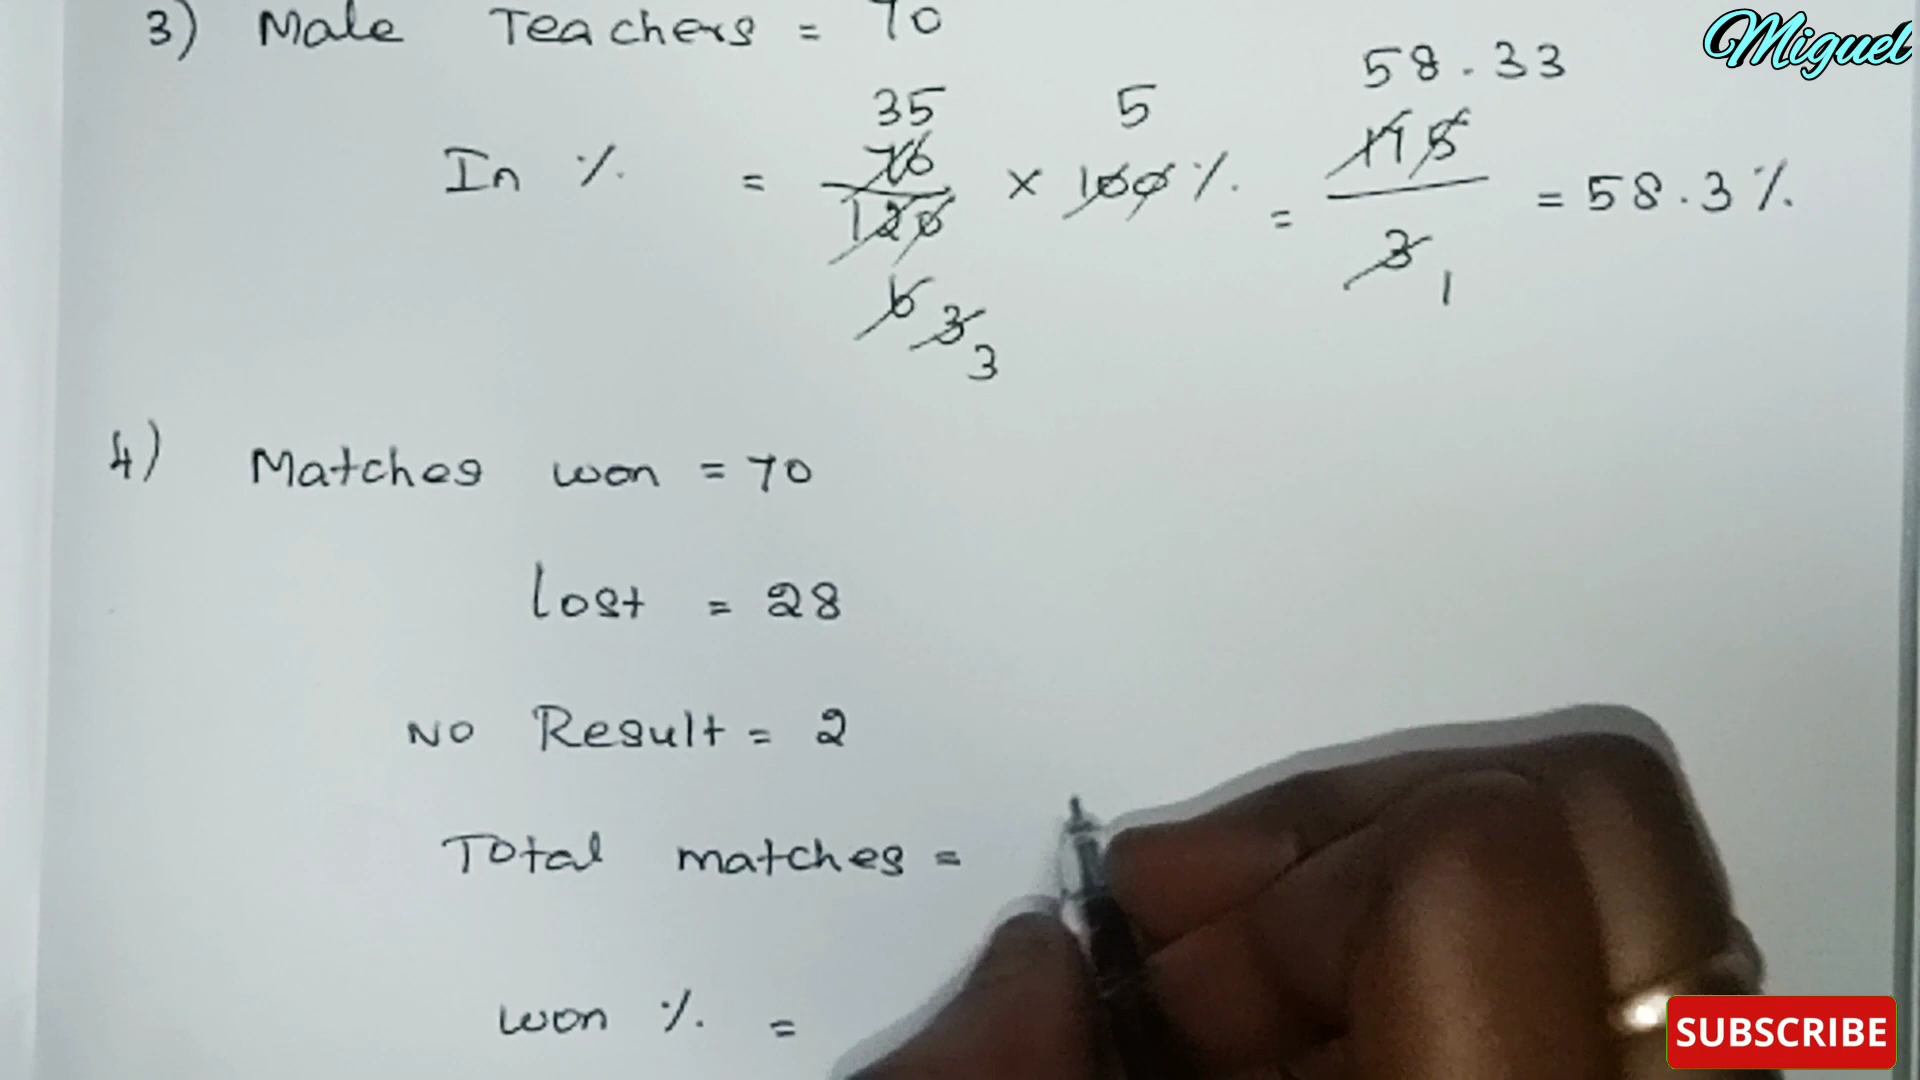 3) Male Teachers = 70
Miguel
58.33
35 5
In % = 70/120 × 100% = 175/3 = 58.3%
6 3 1
3
4) Matches won = 70
Lost = 28
No Result = 2
Total matches =
won % =
SUBSCRIBE